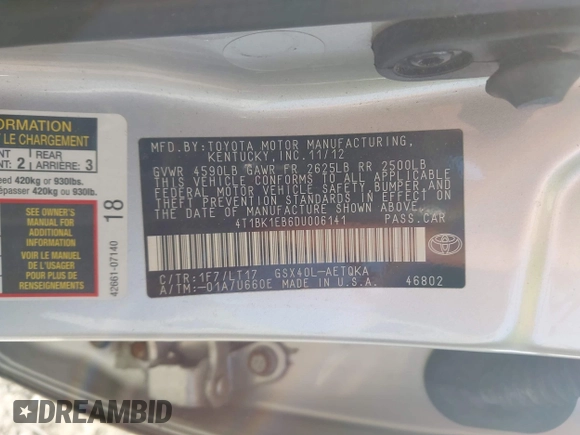 ORMATION
LE CHARGEMENT
NT: 2 | REAR ARRIÈRE: 3
eed 420kg or 930lbs.
épasser 420kg ou 930lb.
SEE OWNER'S
MANUAL FOR
ADDITIONAL
INFORMATION
VOIR LE MANUEL
DE L'USAGER
POUR PLUS DE
RENSEIGNEMENTS
18
42661-07140
MFD.BY:TOYOTA MOTOR MANUFACTURING,
KENTUCKY,INC.11/12
GVWR 4590LB GAWR FR 2625LB RR 2500LB
THIS VEHICLE CONFORMS TO ALL APPLICABLE
FEDERAL MOTOR VEHICLE SAFETY,BUMPER,AND
THEFT PREVENTION STANDARDS IN EFFECT ON
THE DATE OF MANUFACTURE SHOWN ABOVE.
4T1BK1EB6DU006141 PASS.CAR
C/TR:1F7/LT17 GSX40L-AETQKA
A/TM:-01A/U660E MADE IN U.S.A. 46802
TOYOTA
DREAMBID